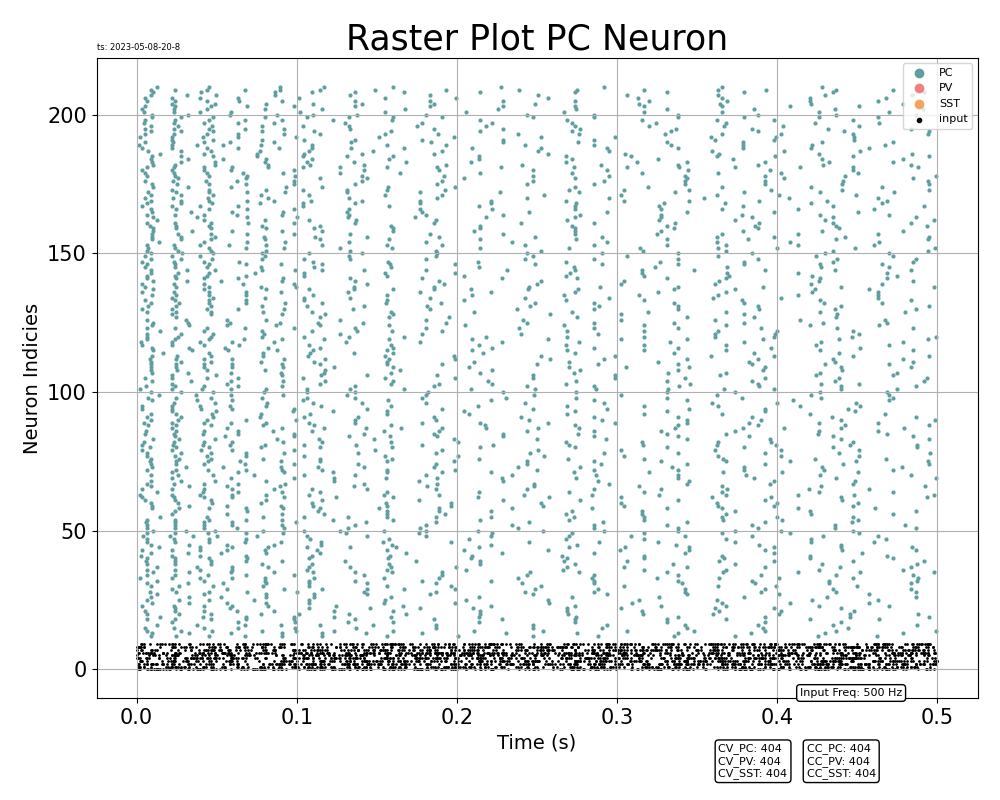 Raster Plot PC Neuron
ts: 2023-05-08-20-8
PC
PV
SST
input
200
150
100
50
0
Neuron Indicies
0.0 0.1 0.2 0.3 0.4 0.5
Time (s)
Input Freq: 500 Hz
CV_PC: 404
CV_PV: 404
CV_SST: 404
CC_PC: 404
CC_PV: 404
CC_SST: 404